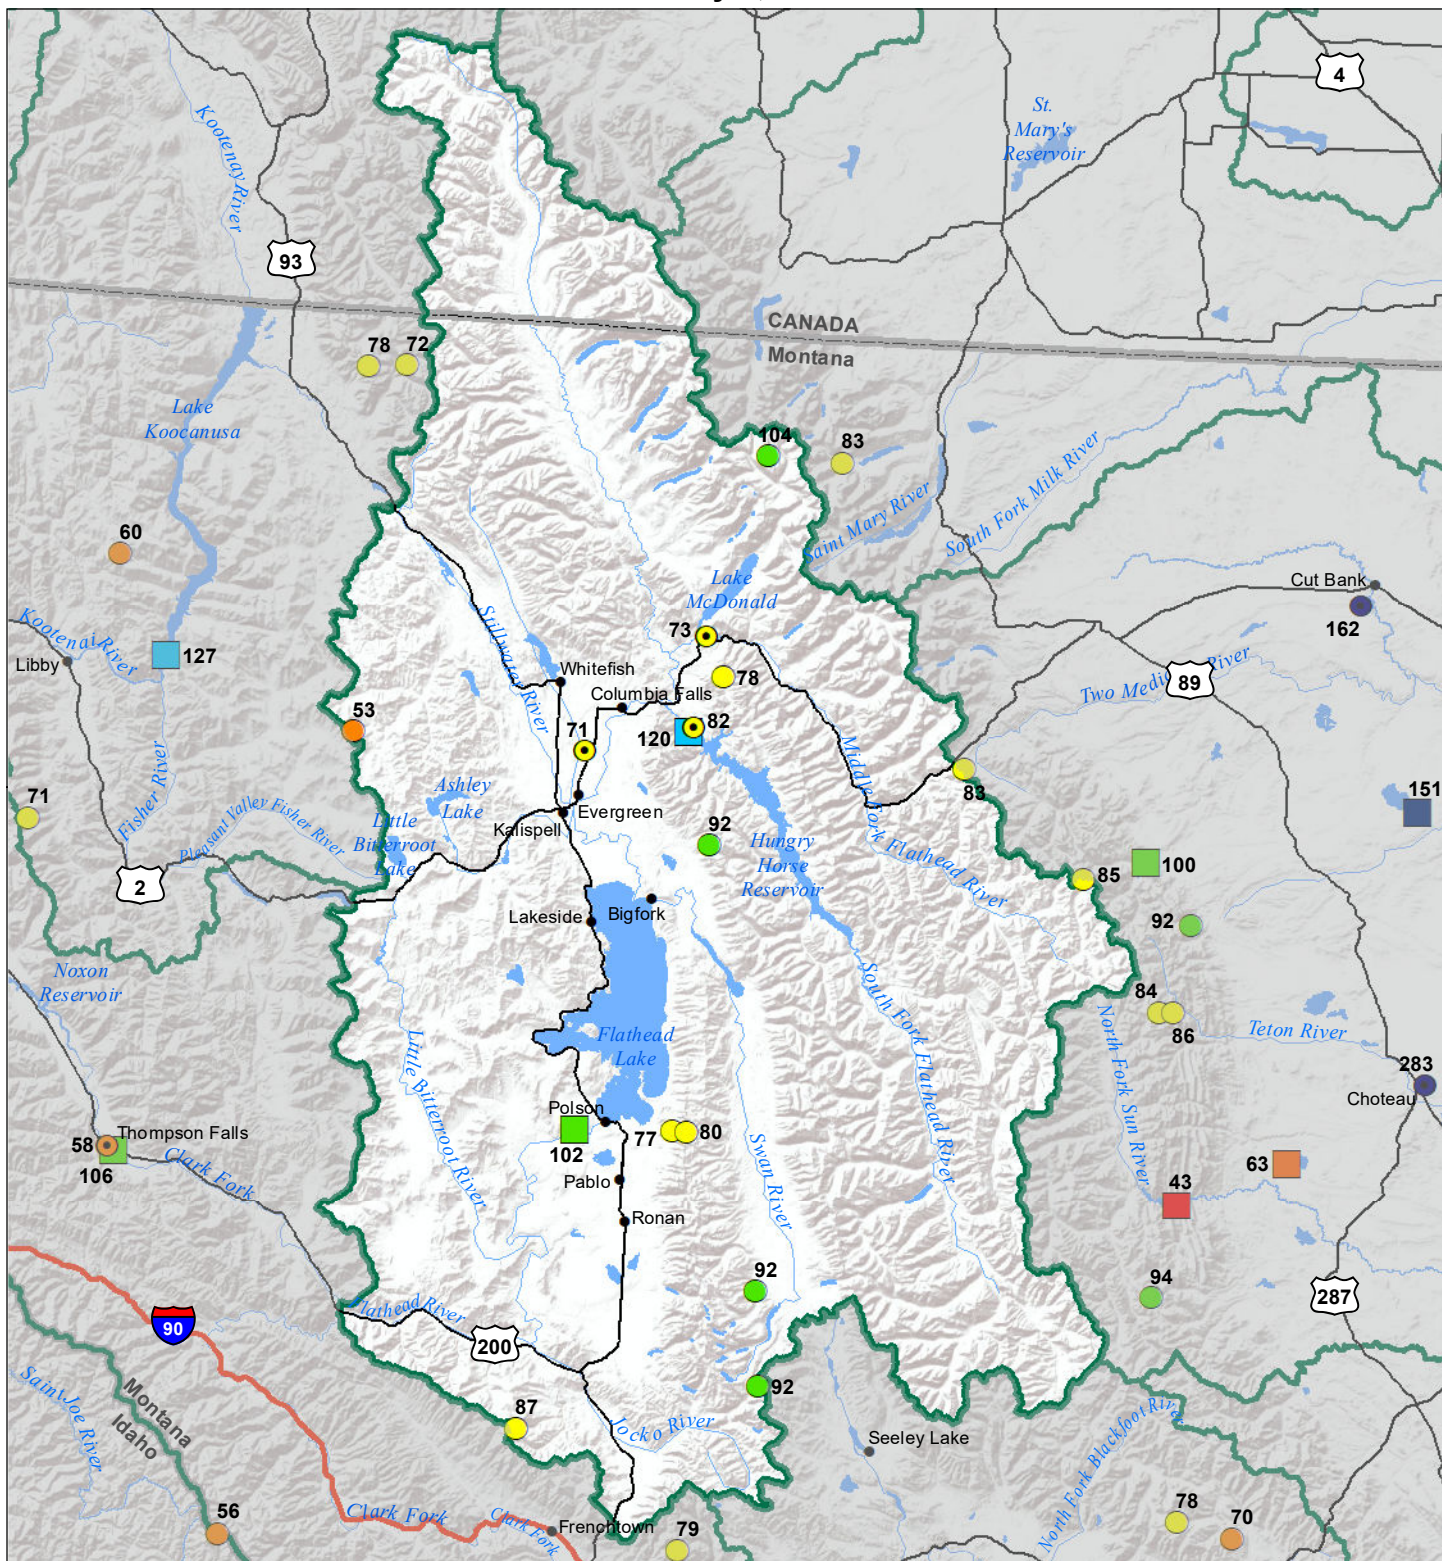 4
St.
Mary's
Reservoir
Kootenay River
93
CANADA
Montana
78
72
Lake
Koocanusa
104
83
South Fork Milk River
Saint Mary River
60
Lake
McDonald
Cut Bank
162
Kootenai River
Libby
127
73
Stillwater River
Whitefish
78
Columbia Falls
Two Medi
River
89
53
71
120
82
Middle Fork Flathead River
83
Fisher River
Ashley
Lake
151
71
Pleasant Valley Fisher River
Little
Bitterroot
Lake
Evergreen
Kalispell
92
Hungry
Horse
Reservoir
100
85
2
Lakeside
Bigfork
92
Noxon
Reservoir
South Fork Flathead River
84
86
North Fork Sun River
Teton River
Flathead
Lake
Little Bitterroot River
283
Choteau
Polson
58
Thompson Falls
106
Clark Fork
102
77
80
Swan River
Pablo
63
43
Ronan
92
94
287
Flathead River
90
200
92
Saint Joe River
Montana
Idaho
87
Jocko River
Seeley Lake
North Fork Blackfoot River
56
Clark Fork
Clark Fork
Frenchtown
79
78
70